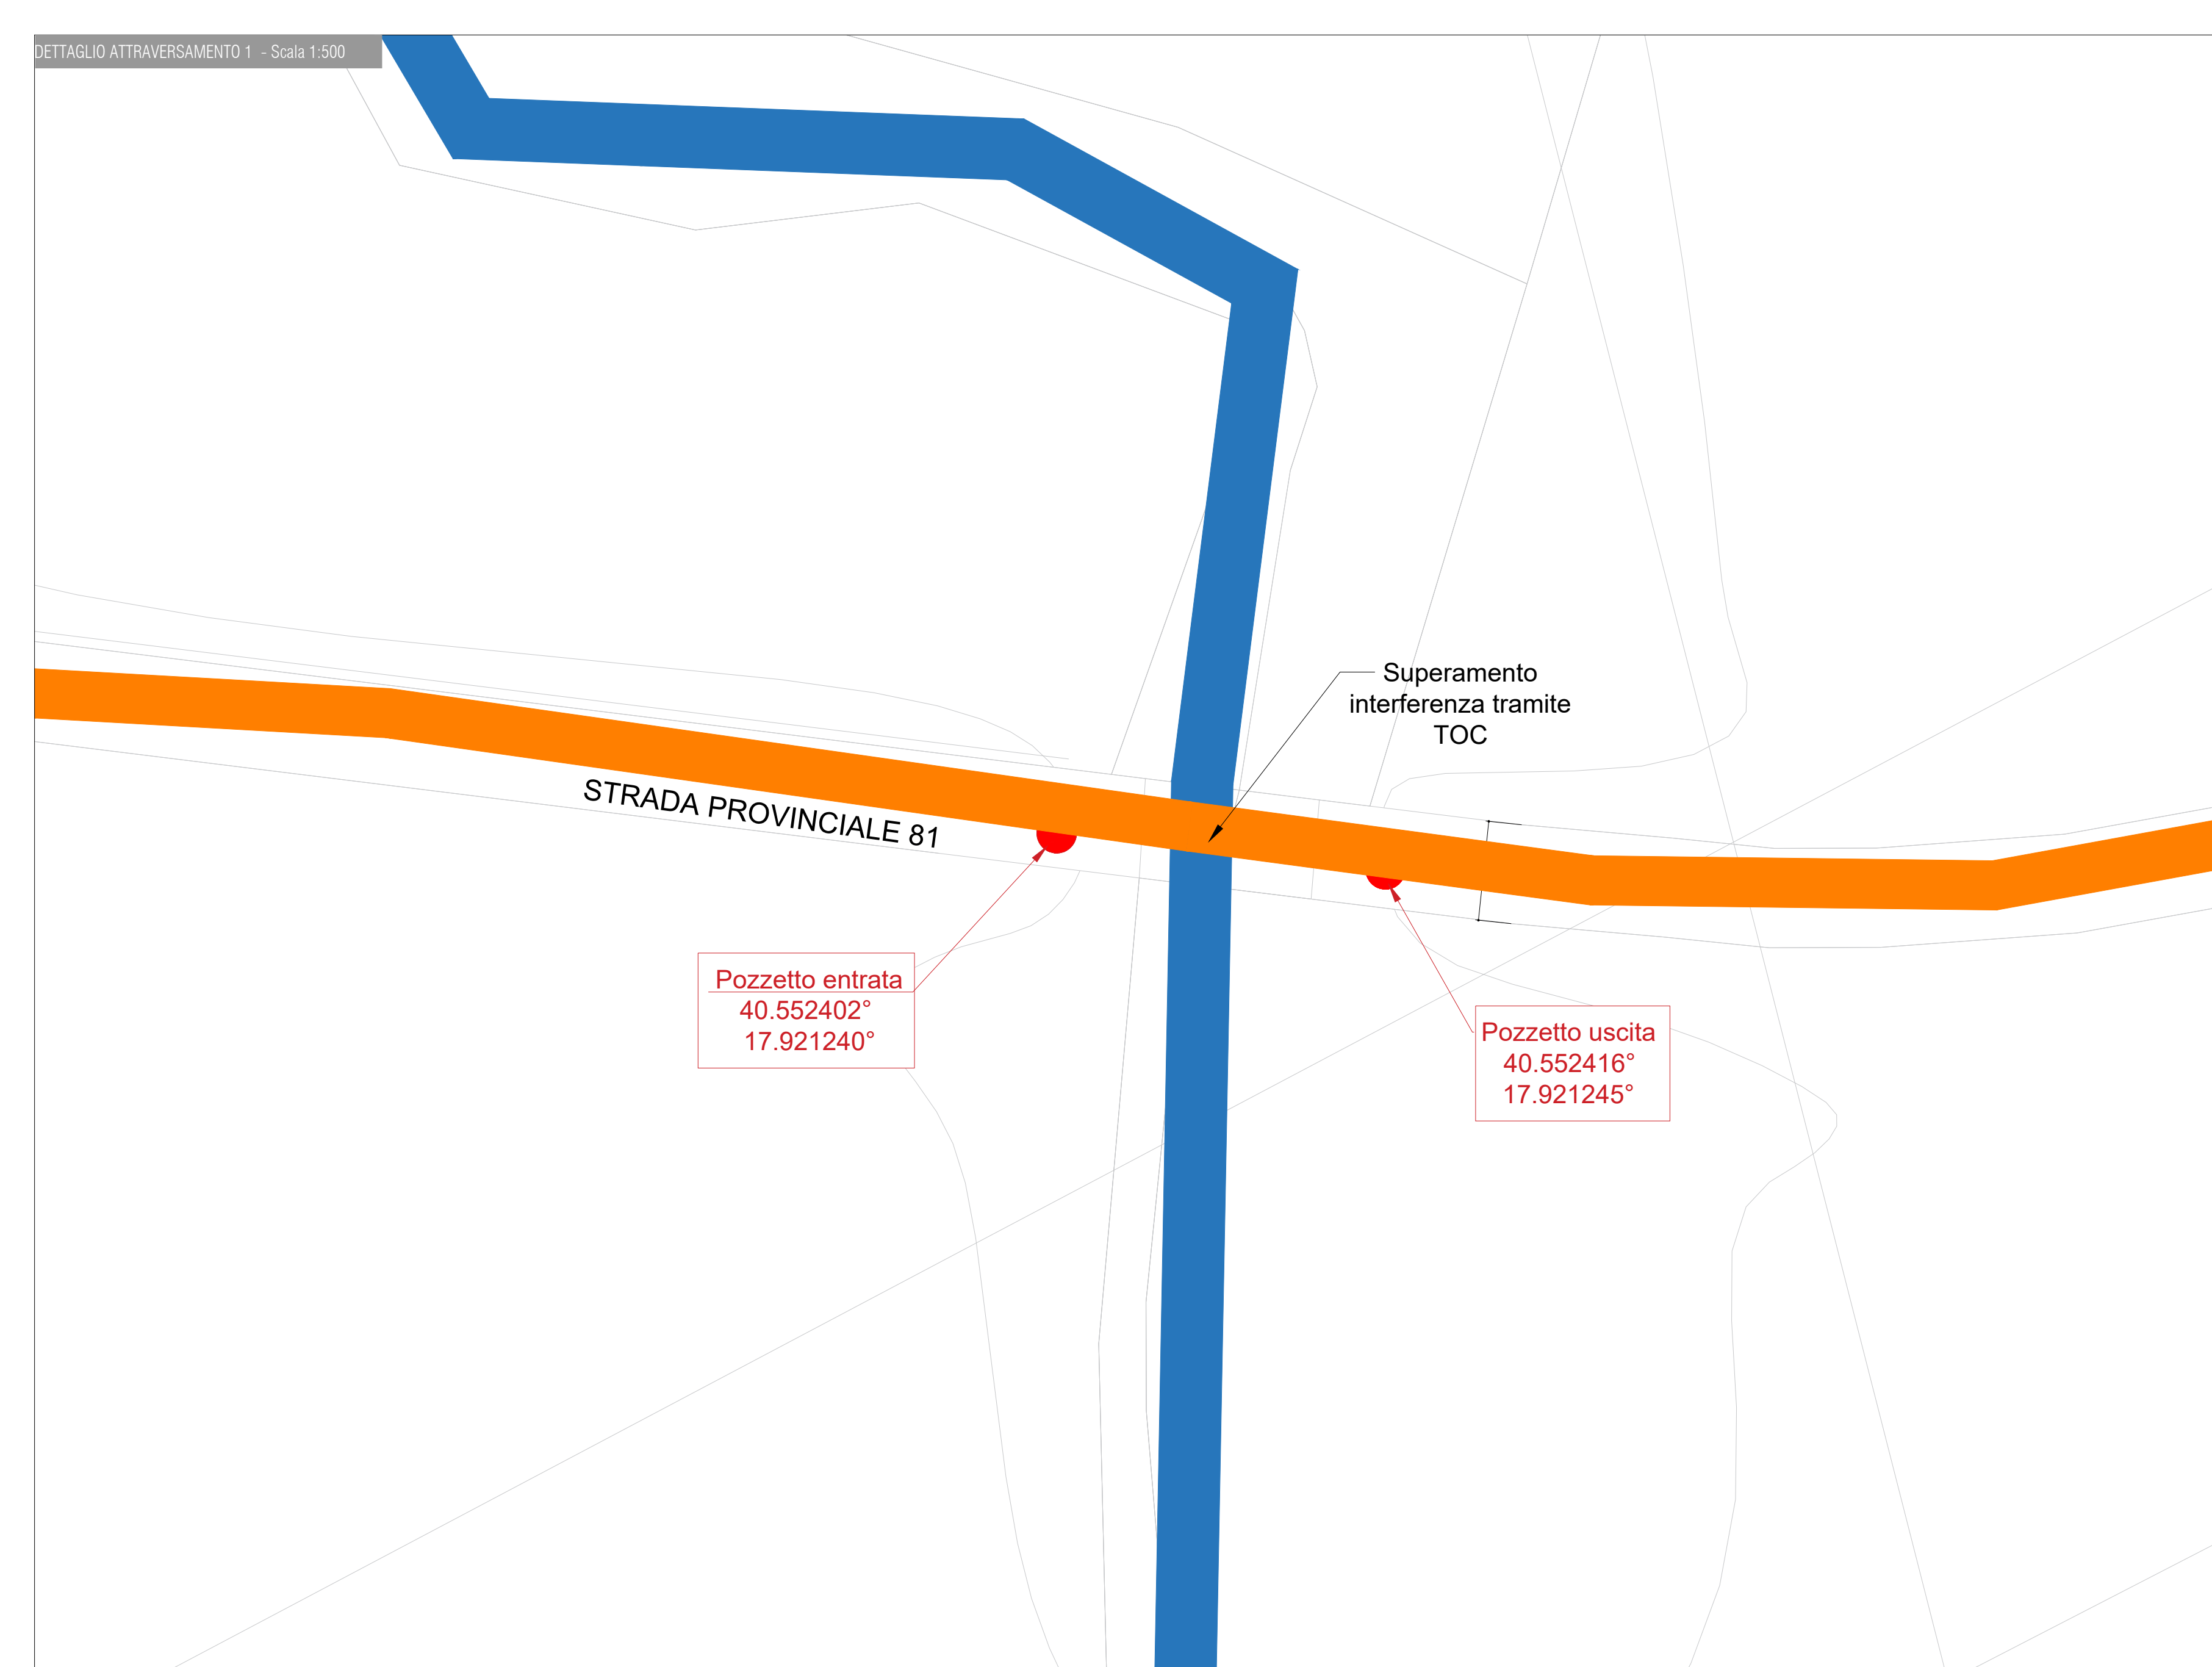 DETTAGLIO ATTRAVERSAMENTO 1 - Scala 1:500
Superamento
interferenza tramite
TOC
STRADA PROVINCIALE 81
Pozzetto entrata
40.552402°
17.921240°
Pozzetto uscita
40.552416°
17.921245°